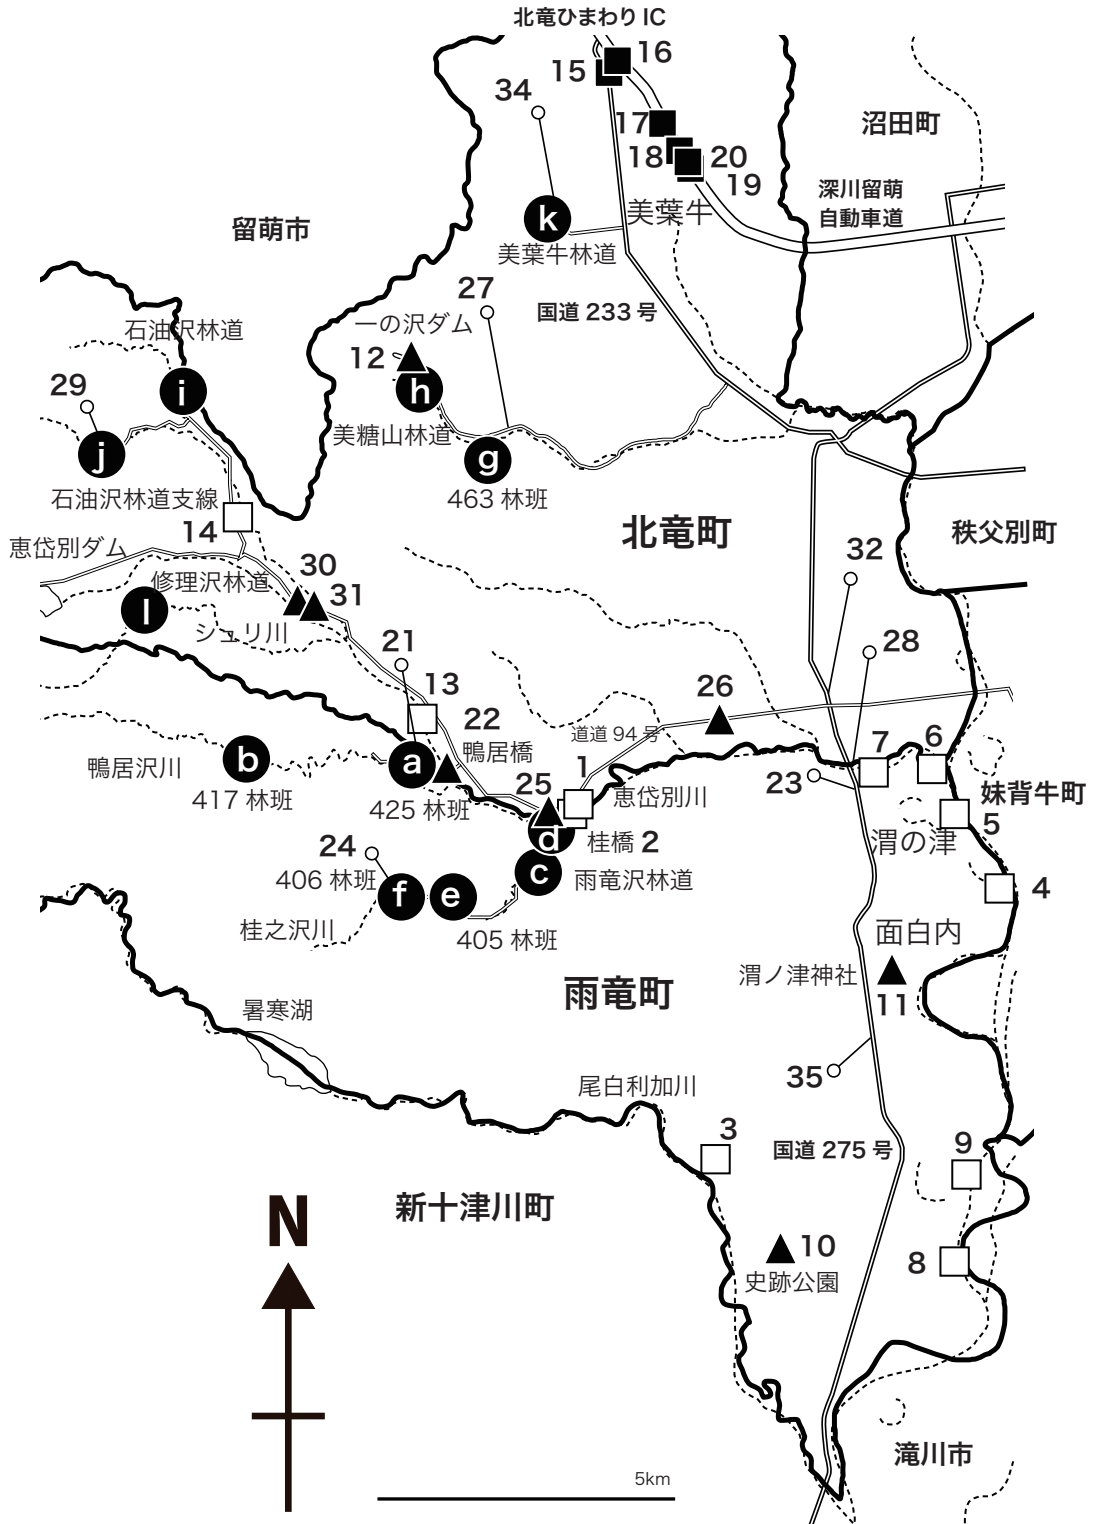 北竜ひまわり IC
16
15
34
17
沼田町
18
20
19
深川留萌
自動車道
k
美葉牛
留萌市
美葉牛林道
27
国道 233 号
一の沢ダム
石油沢林道
12
29
i
h
美糖山林道
j
g
石油沢林道支線
463 林班
14
北竜町
秩父別町
恵岱別ダム
32
30
修理沢林道
31
l
シュリ川
21
28
13
26
22
道道 94 号
鴨居橋
7
6
鴨居沢川
b
a
1
25
23
417 林班
425 林班
恵岱別川
妹背牛町
5
d
桂橋 2
渭の津
24
c
406 林班
雨竜沢林道
4
f
e
桂之沢川
405 林班
面白内
渭ノ津神社
雨竜町
11
暑寒湖
35
尾白利加川
3
国道 275 号
9
新十津川町
N
10
8
史跡公園
滝川市
5km